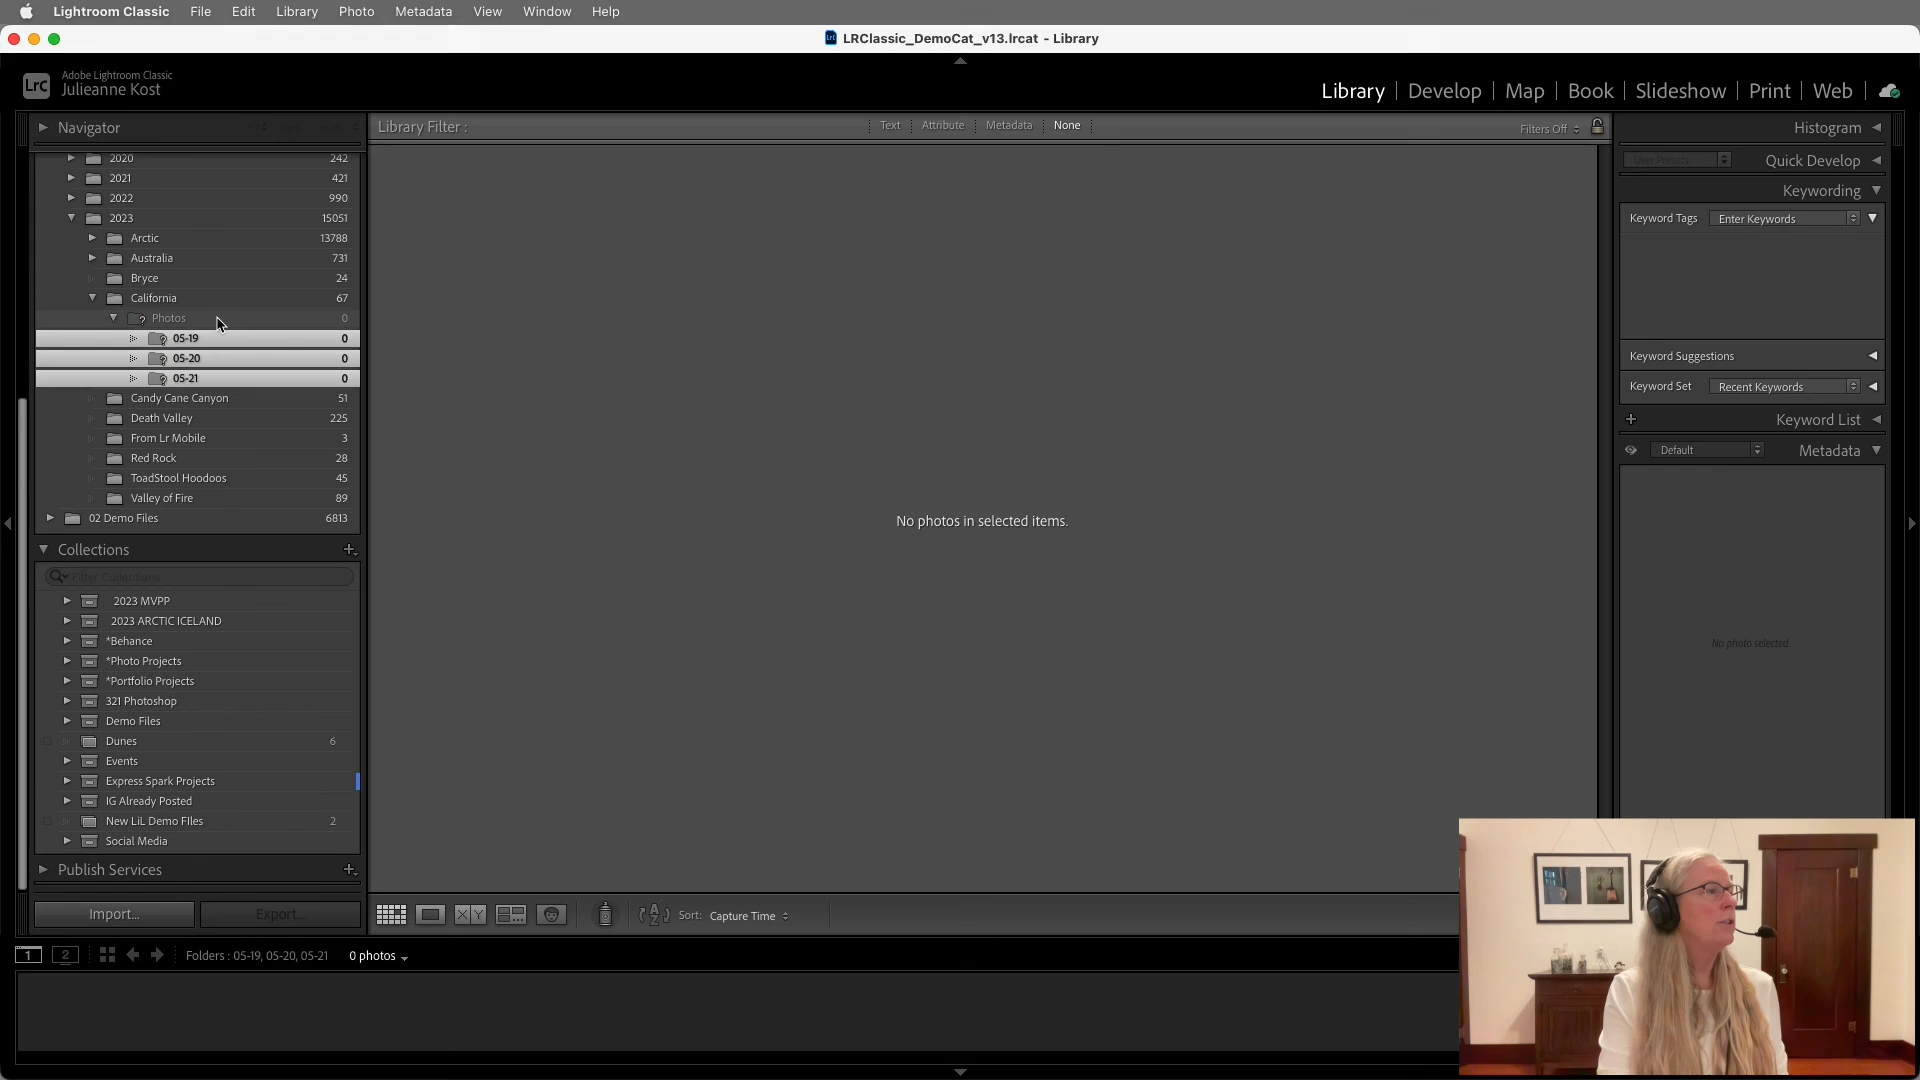 Lightroom Classic File Edit Library Photo Metadata View Window Help
LrC LRClassic_DemoCat_v13.lrcat - Library
LrC Adobe Lightroom Classic
Julieanne Kost
Library | Develop | Map | Book | Slideshow | Print | Web
Navigator
2020 242
2021 421
2022 990
2023 15051
Arctic 13788
Australia 731
Bryce 24
California 67
? Photos 0
? 05-19 0
? 05-20 0
? 05-21 0
Candy Cane Canyon 51
Death Valley 225
From Lr Mobile 3
Red Rock 28
ToadStool Hoodoos 45
Valley of Fire 89
02 Demo Files 6813
Collections +
Filter Collections
2023 MVPP
2023 ARCTIC ICELAND
*Behance
*Photo Projects
*Portfolio Projects
321 Photoshop
Demo Files
Dunes 6
Events
Express Spark Projects
IG Already Posted
New LiL Demo FIles 2
Social Media
Publish Services +
Import... Export...
Library Filter : Text Attribute Metadata None Filters Off
No photos in selected items.
XY A Z Sort: Capture Time
1 2 Folders : 05-19, 05-20, 05-21 0 photos
Histogram
Quick Develop
Keywording
Keyword Tags Enter Keywords
Keyword Suggestions
Keyword Set Recent Keywords
+ Keyword List
Default Metadata
No photo selected.